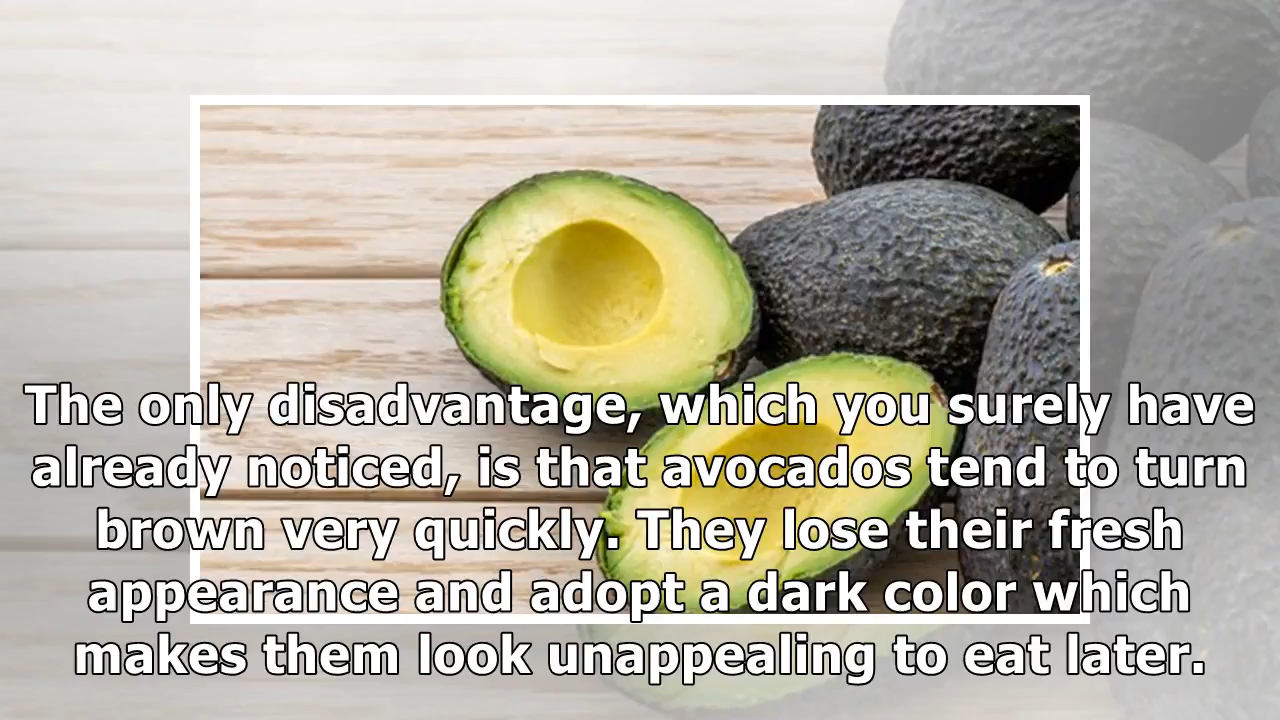 The only disadvantage, which you surely have
already noticed, is that avocados tend to turn
brown very quickly. They lose their fresh
appearance and adopt a dark color which
makes them look unappealing to eat later.